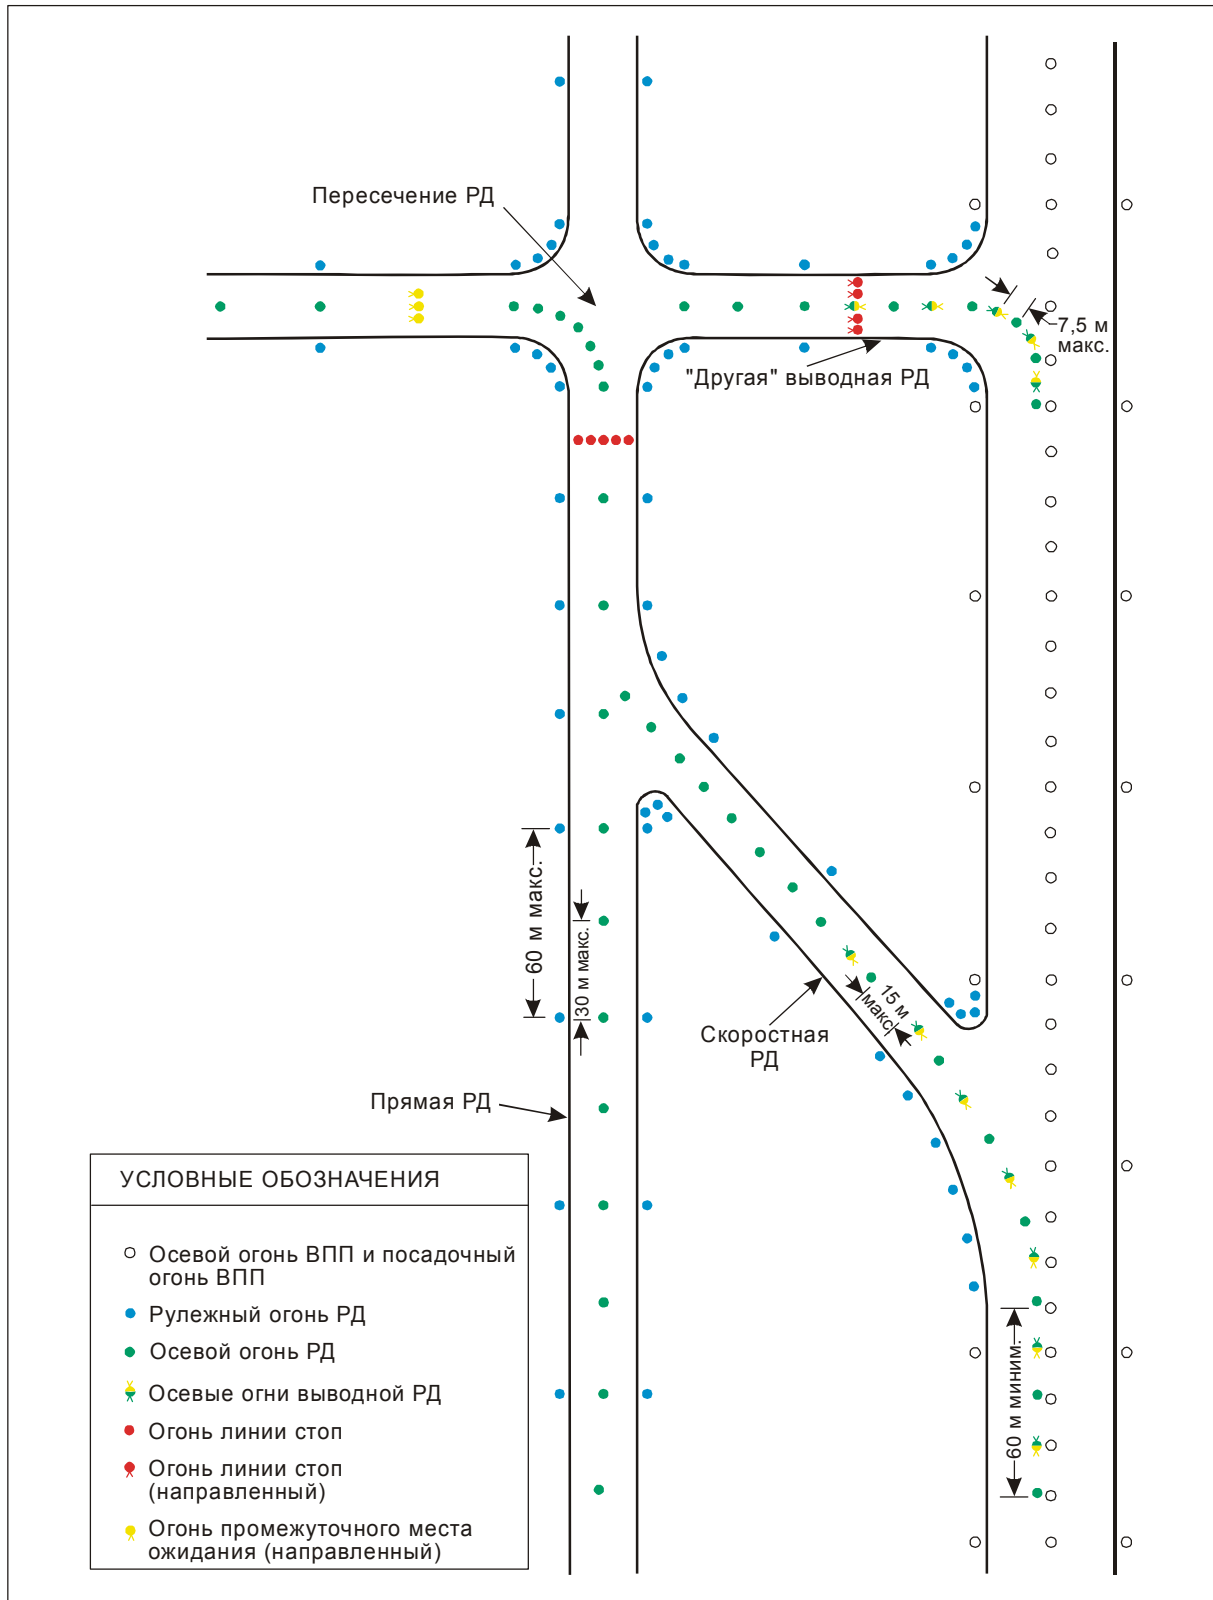 Пересечение РД
7,5 м
макс.
"Другая" выводная РД
60 м макс.
30 м макс.
15 м
макс.
Скоростная
РД
Прямая РД
60 м миним.
УСЛОВНЫЕ ОБОЗНАЧЕНИЯ
Осевой огонь ВПП и посадочный
огонь ВПП
Рулежный огонь РД
Осевой огонь РД
Осевые огни выводной РД
Огонь линии стоп
Огонь линии стоп
(направленный)
Огонь промежуточного места
ожидания (направленный)